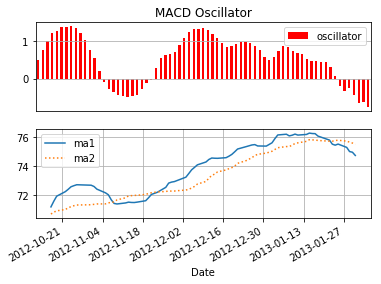 MACD Oscillator
oscillator
1
0
ma1
ma2
76
74
72
2012-10-21
2012-11-04
2012-11-18
2012-12-02
2012-12-16
2012-12-30
2013-01-13
2013-01-27
Date